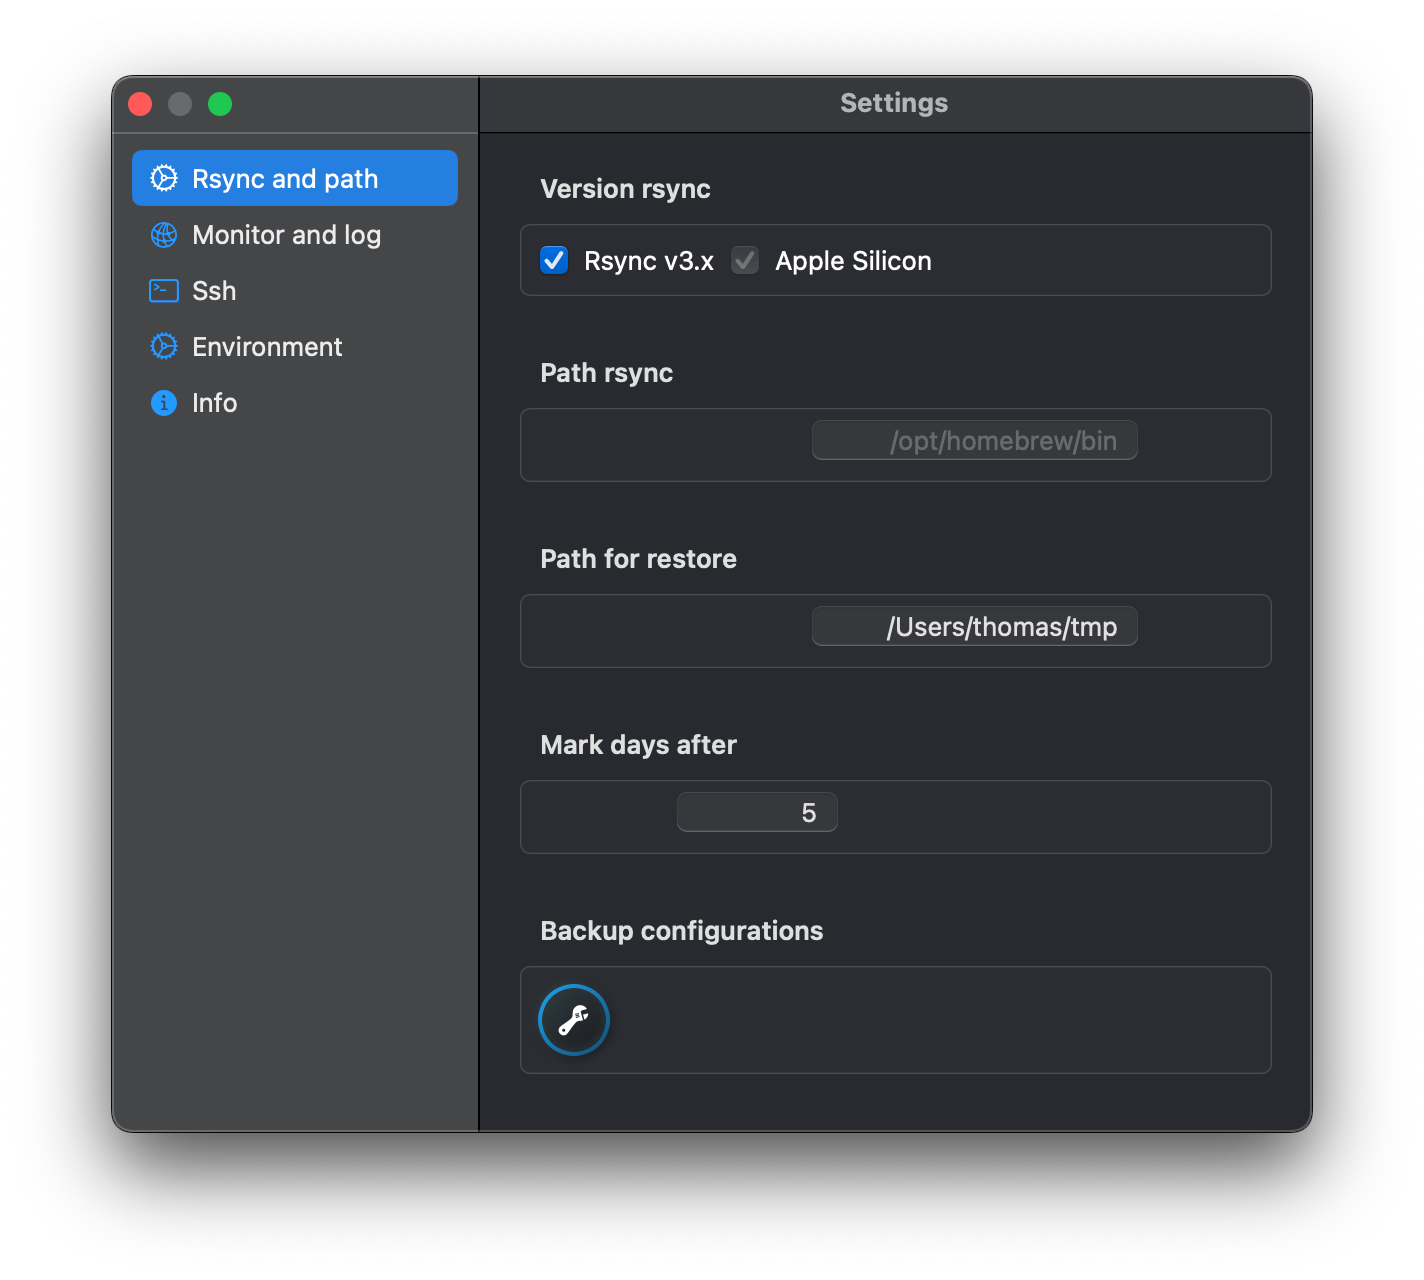 Settings
Rsync and path
Monitor and log
Ssh
Environment
Info
Version rsync
Rsync v3.x Apple Silicon
Path rsync
/opt/homebrew/bin
Path for restore
/Users/thomas/tmp
Mark days after
5
Backup configurations